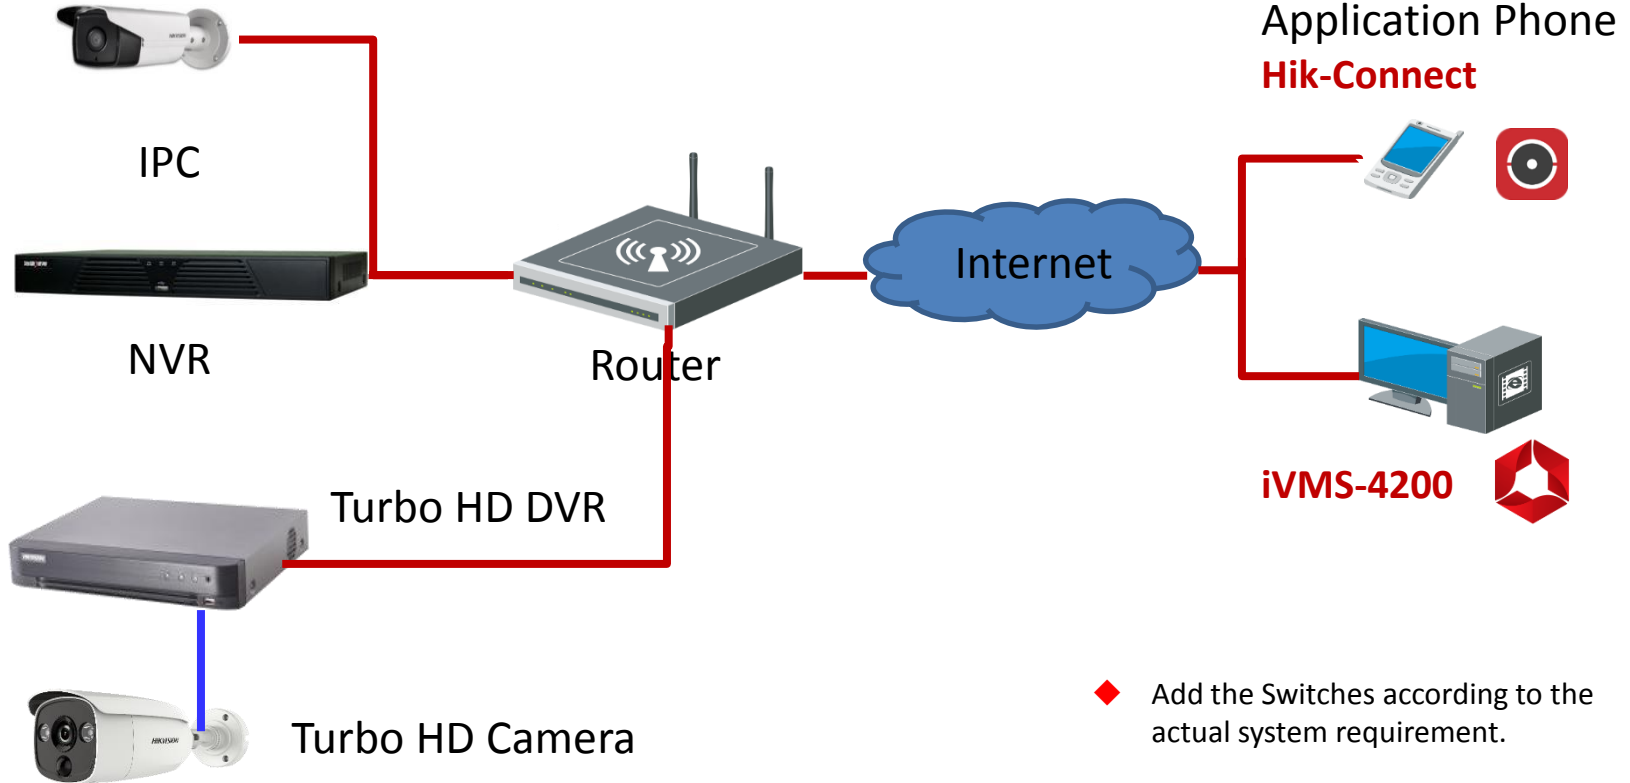 Application Phone
Hik-Connect
IPC
Internet
NVR
Router
iVMS-4200
Turbo HD DVR
HIKVISION
Turbo HD Camera
Add the Switches according to the
actual system requirement.